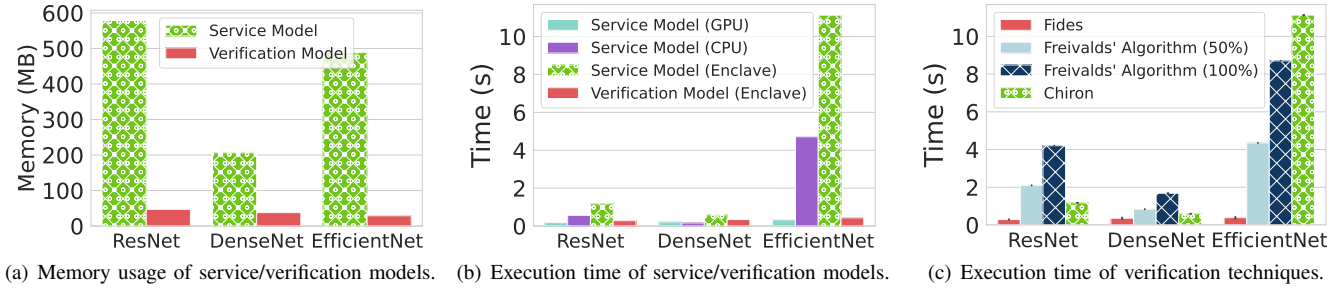 Memory (MB)
600
500
400
300
200
100
0
Service Model
Verification Model
ResNet DenseNet EfficientNet
(a) Memory usage of service/verification models.
Time (s)
10
8
6
4
2
0
Service Model (GPU)
Service Model (CPU)
Service Model (Enclave)
Verification Model (Enclave)
ResNet DenseNet EfficientNet
(b) Execution time of service/verification models.
Time (s)
10
8
6
4
2
0
Fides
Freivalds' Algorithm (50%)
Freivalds' Algorithm (100%)
Chiron
ResNet DenseNet EfficientNet
(c) Execution time of verification techniques.